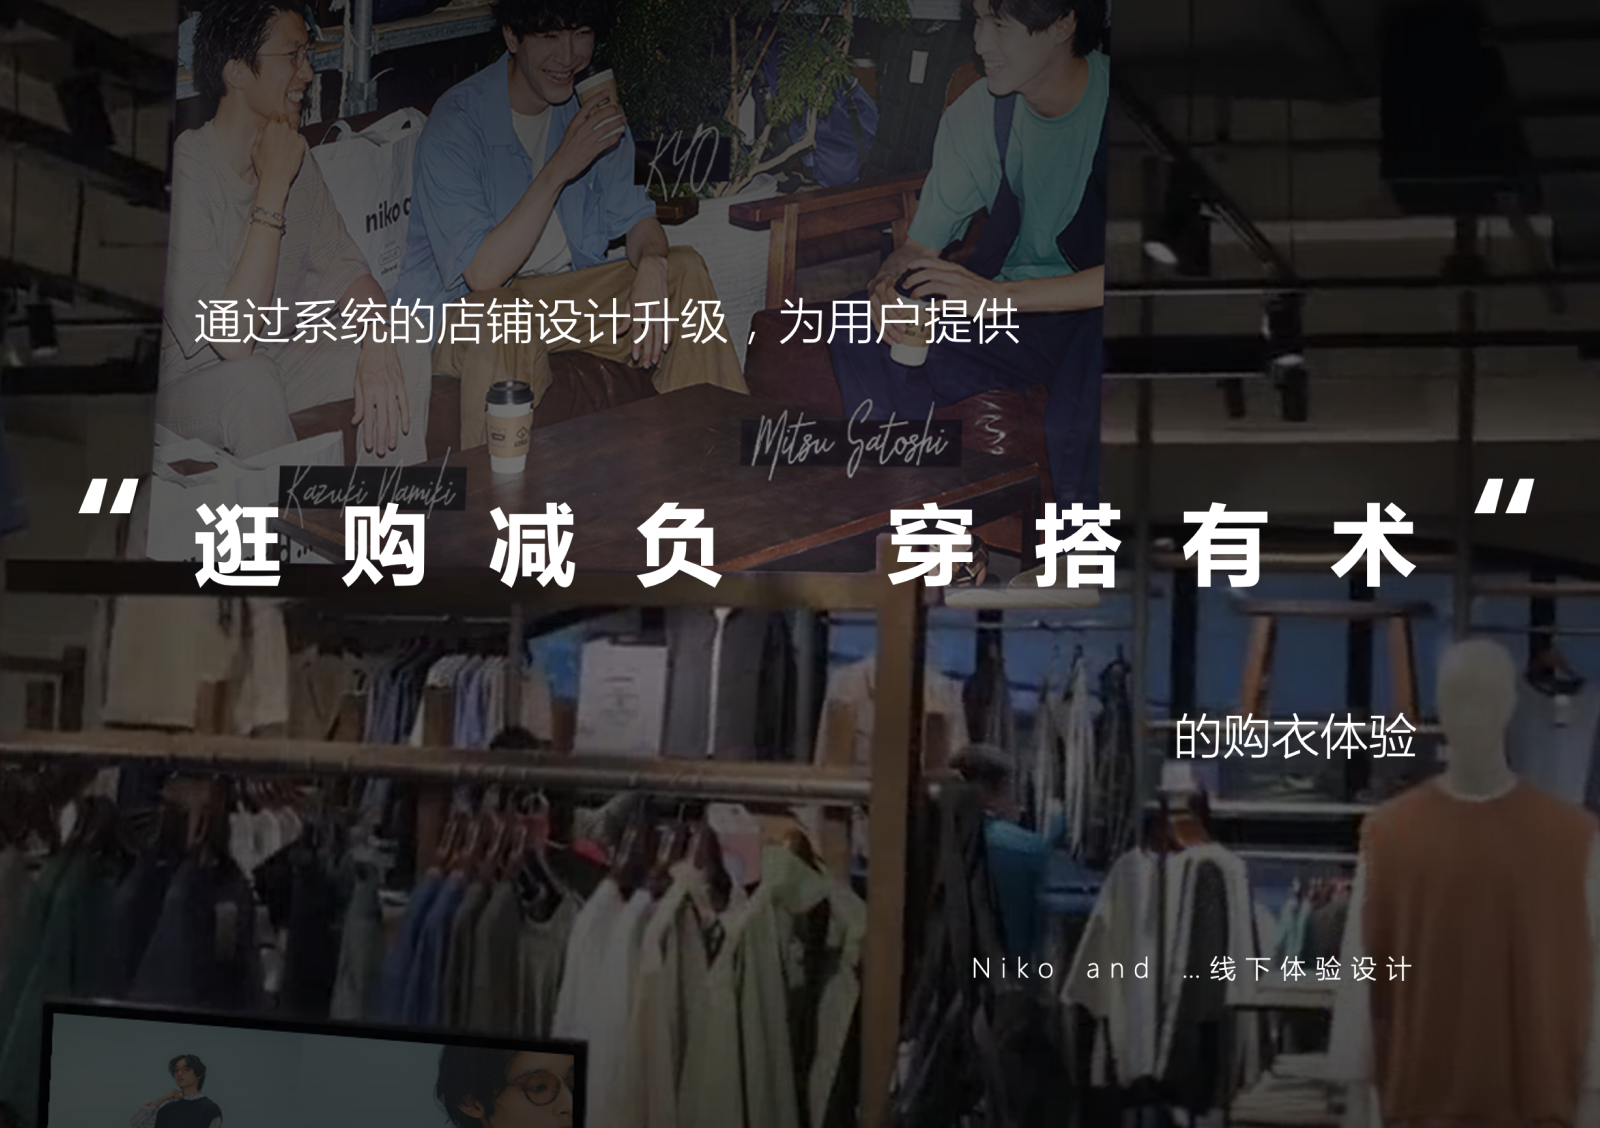 KYO
niko a
通过系统的店铺设计升级，为用户提供
Mitsu Satoshi
Kazuki Namiki
“逛购减负 穿搭有术“
的购衣体验
Niko and ...线下体验设计